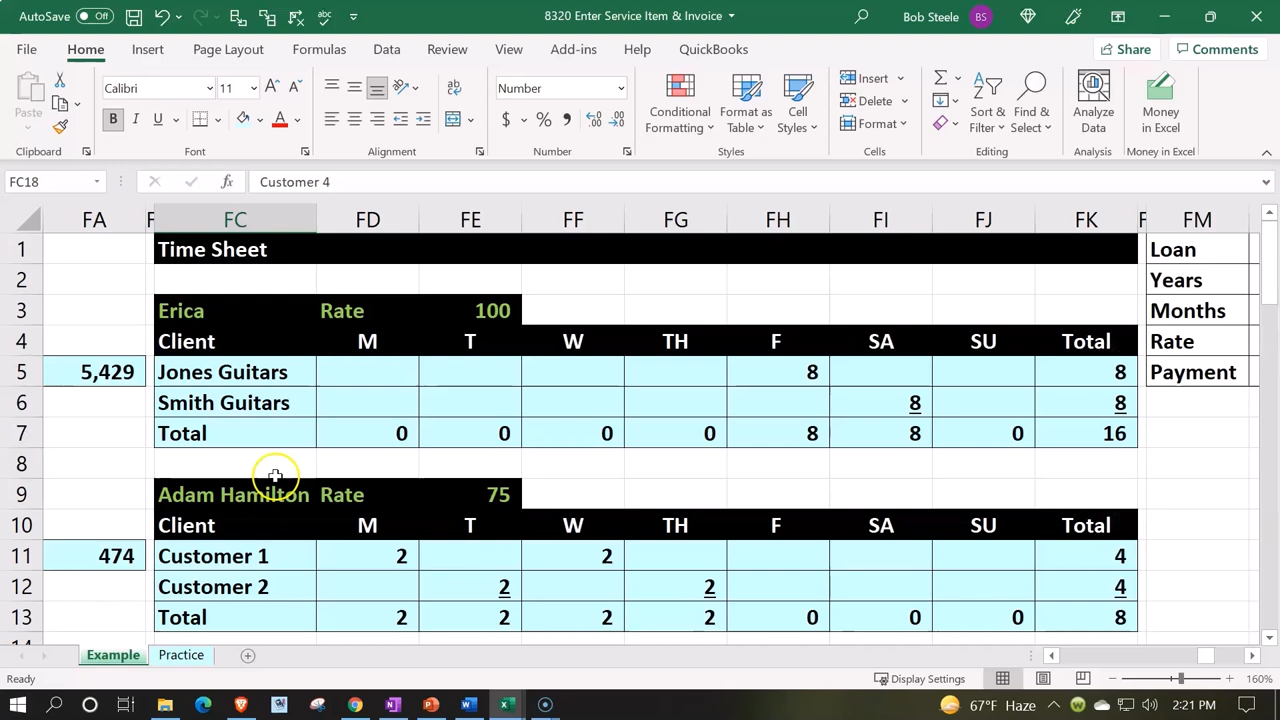 AutoSave Off 8320 Enter Service Item & Invoice Bob Steele BS
File Home Insert Page Layout Formulas Data Review View Add-ins Help QuickBooks Share Comments
Paste Calibri 11 Number Conditional Formatting Format as Table Cell Styles Insert Delete Format Sort & Filter Find & Select Analyze Data Money in Excel
Clipboard Font Alignment Number Styles Cells Editing Analysis Money in Excel
FC18 fx Customer 4
FA F FC FD FE FF FG FH FI FJ FK F FM
1 Time Sheet Loan
2 Years
3 Erica Rate 100 Months
4 Client M T W TH F SA SU Total Rate
5 5,429 Jones Guitars 8 8 Payment
6 Smith Guitars 8 8
7 Total 0 0 0 0 8 8 0 16
8
9 Adam Hamilton Rate 75
10 Client M T W TH F SA SU Total
11 474 Customer 1 2 2 4
12 Customer 2 2 2 4
13 Total 2 2 2 2 0 0 0 8
14
Example Practice
Ready Display Settings 160%
67°F Haze 2:21 PM